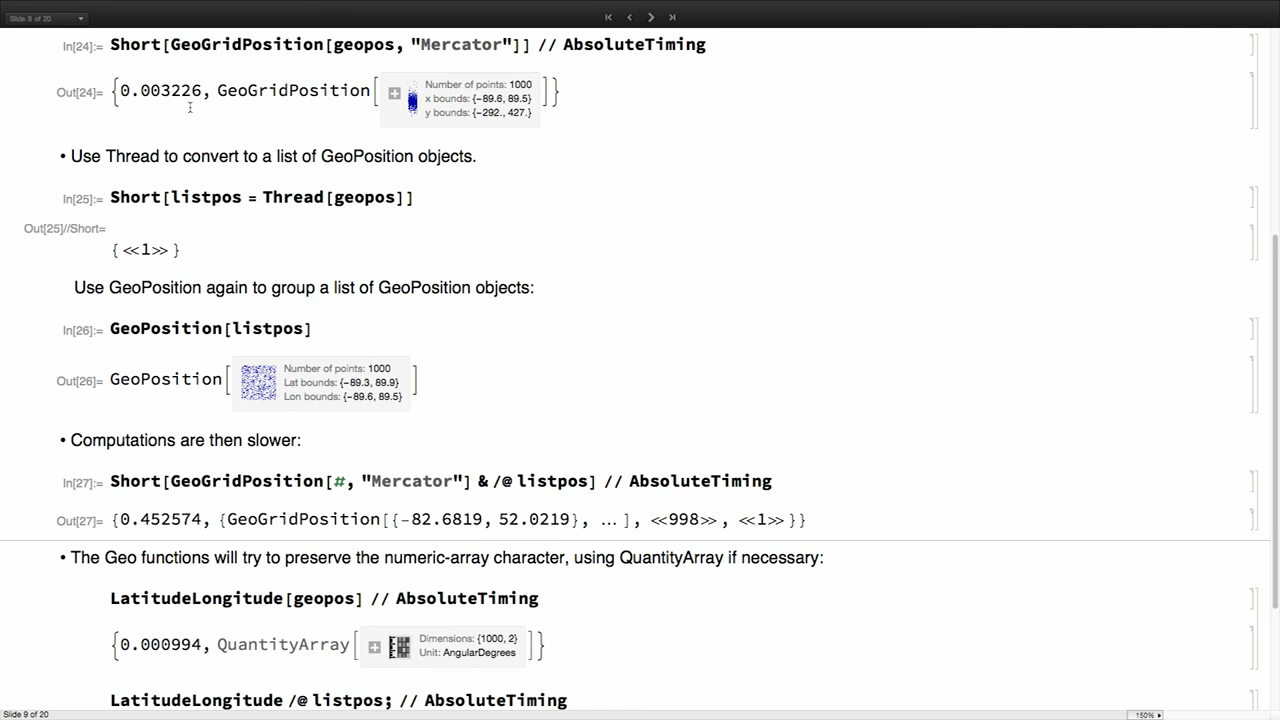 Slide 9 of 20
In[24]:= Short[GeoGridPosition[geopos, "Mercator"]] // AbsoluteTiming
Out[24]= {0.003226, GeoGridPosition[
Number of points: 1000
x bounds: {-89.6, 89.5}
y bounds: {-292., 427.}
]}
• Use Thread to convert to a list of GeoPosition objects.
In[25]:= Short[listpos = Thread[geopos]]
Out[25]//Short=
{≪1≫}
Use GeoPosition again to group a list of GeoPosition objects:
In[26]:= GeoPosition[listpos]
Out[26]= GeoPosition[
Number of points: 1000
Lat bounds: {-89.3, 89.9}
Lon bounds: {-89.6, 89.5}
]
• Computations are then slower:
In[27]:= Short[GeoGridPosition[#, "Mercator"] & /@ listpos] // AbsoluteTiming
Out[27]= {0.452574, {GeoGridPosition[{-82.6819, 52.0219}, …], ≪998≫, ≪1≫}}
• The Geo functions will try to preserve the numeric-array character, using QuantityArray if necessary:
LatitudeLongitude[geopos] // AbsoluteTiming
{0.000994, QuantityArray[
Dimensions: {1000, 2}
Unit: AngularDegrees
]}
LatitudeLongitude /@ listpos; // AbsoluteTiming
Slide 9 of 20
150%